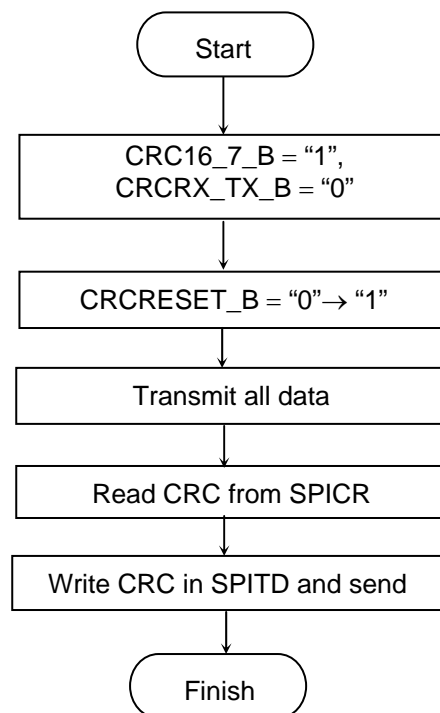 Start
CRC16_7_B = “1”,
CRCRX_TX_B = “0”
CRCRESET_B = “0”→ “1”
Transmit all data
Read CRC from SPICR
Write CRC in SPITD and send
Finish